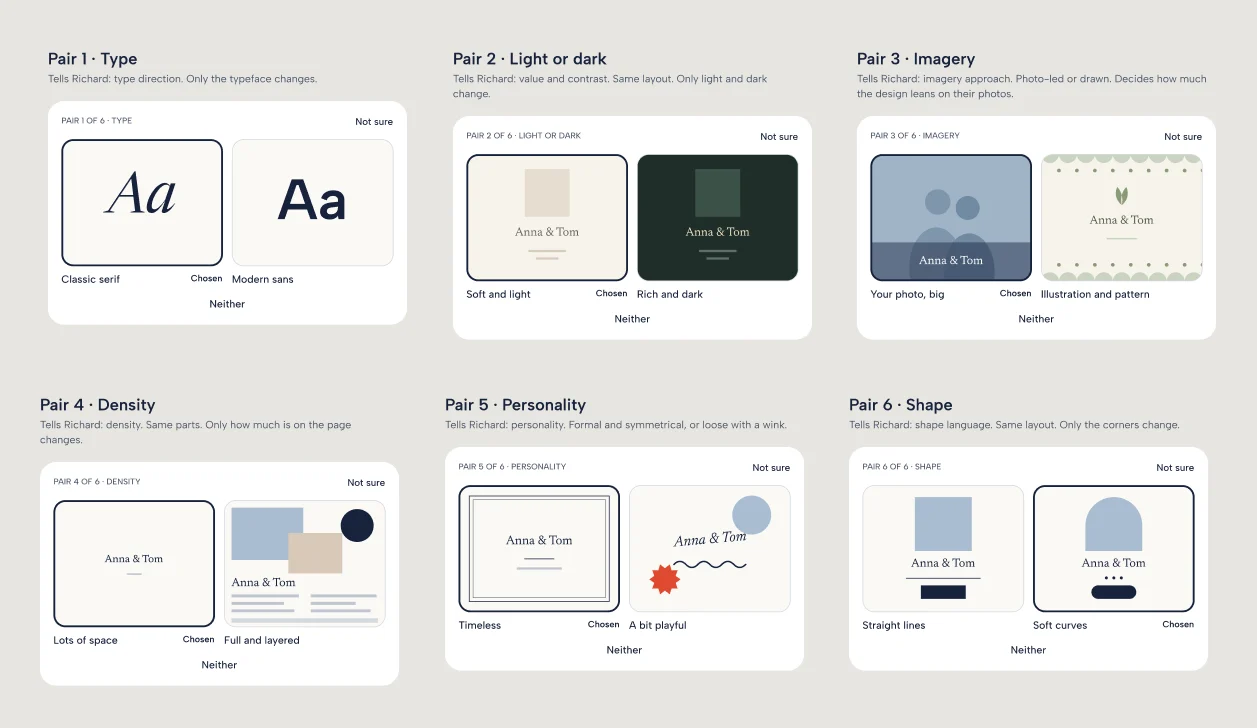 Pair 1 · Type
Tells Richard: type direction. Only the typeface changes.
PAIR 1 OF 6 · TYPE
Not sure
Aa
Aa
Classic serif
Chosen
Modern sans
Neither
Pair 2 · Light or dark
Tells Richard: value and contrast. Same layout. Only light and dark
change.
PAIR 2 OF 6 · LIGHT OR DARK
Not sure
Anna & Tom
Anna & Tom
Soft and light
Chosen
Rich and dark
Neither
Pair 3 · Imagery
Tells Richard: imagery approach. Photo-led or drawn. Decides how much
the design leans on their photos.
PAIR 3 OF 6 · IMAGERY
Not sure
Anna & Tom
Anna & Tom
Your photo, big
Chosen
Illustration and pattern
Neither
Pair 4 · Density
Tells Richard: density. Same parts. Only how much is on the page
changes.
PAIR 4 OF 6 · DENSITY
Not sure
Anna & Tom
Anna & Tom
Lots of space
Chosen
Full and layered
Neither
Pair 5 · Personality
Tells Richard: personality. Formal and symmetrical, or loose with a wink.
PAIR 5 OF 6 · PERSONALITY
Not sure
Anna & Tom
Anna & Tom
Timeless
Chosen
A bit playful
Neither
Pair 6 · Shape
Tells Richard: shape language. Same layout. Only the corners change.
PAIR 6 OF 6 · SHAPE
Not sure
Anna & Tom
Anna & Tom
Straight lines
Soft curves
Chosen
Neither